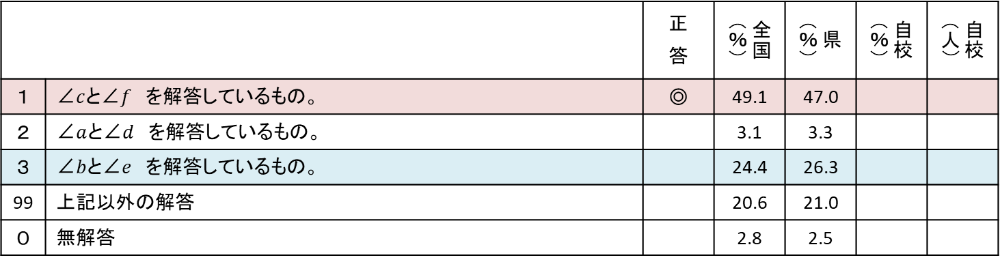 正答 全国（％） 県（％） 自校（％） 自校（人）
１ ∠cと∠f を解答しているもの。 ◎ 49.1 47.0
２ ∠aと∠d を解答しているもの。 3.1 3.3
３ ∠bと∠e を解答しているもの。 24.4 26.3
99 上記以外の解答 20.6 21.0
０ 無解答 2.8 2.5